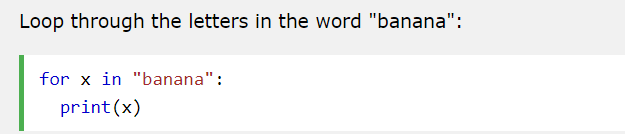 Loop through the letters in the word "banana":
for x in "banana":
  print(x)